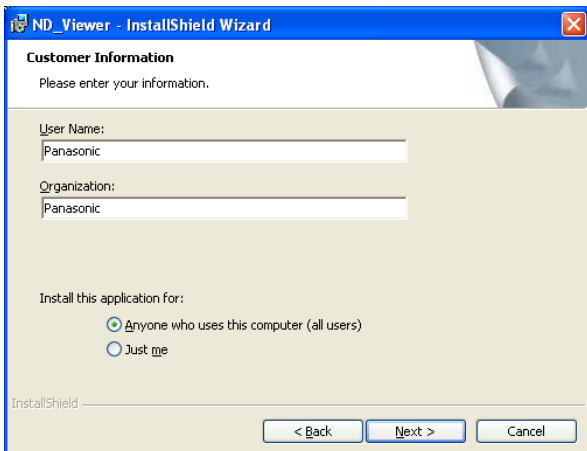 ND_Viewer - InstallShield Wizard
Customer Information
Please enter your information.
User Name:
Panasonic
Organization:
Panasonic
Install this application for:
Anyone who uses this computer (all users)
Just me
InstallShield
< Back
Next >
Cancel